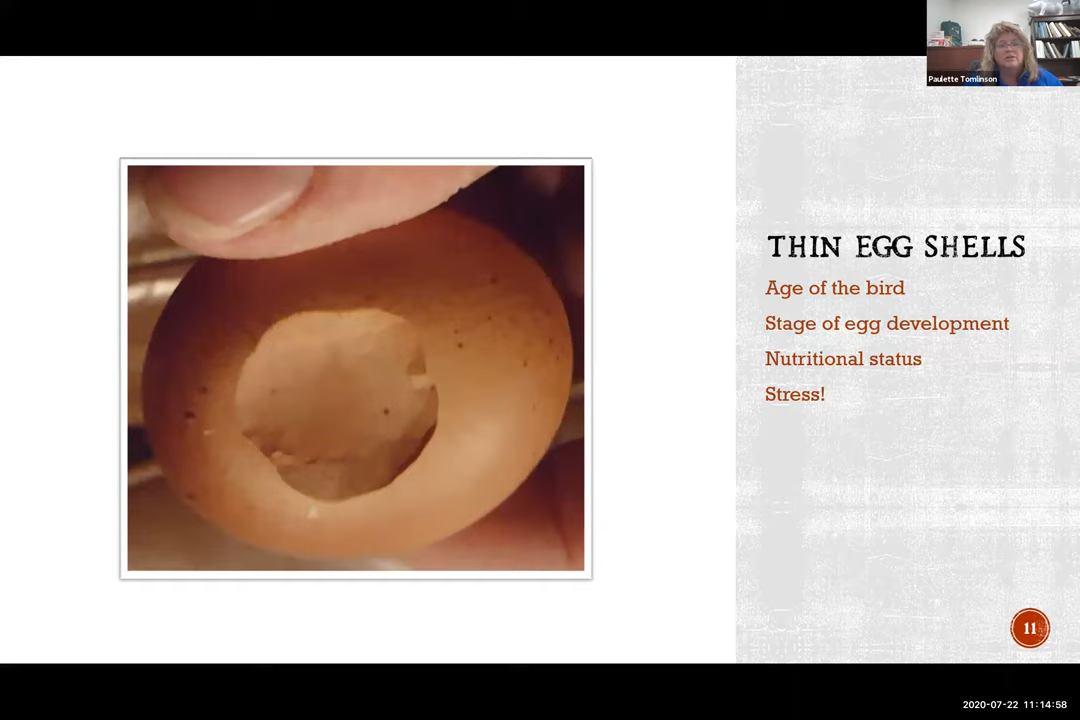 Paulette Tomlinson
THIN EGG SHELLS
Age of the bird
Stage of egg development
Nutritional status
Stress!
11
2020-07-22 11:14:58